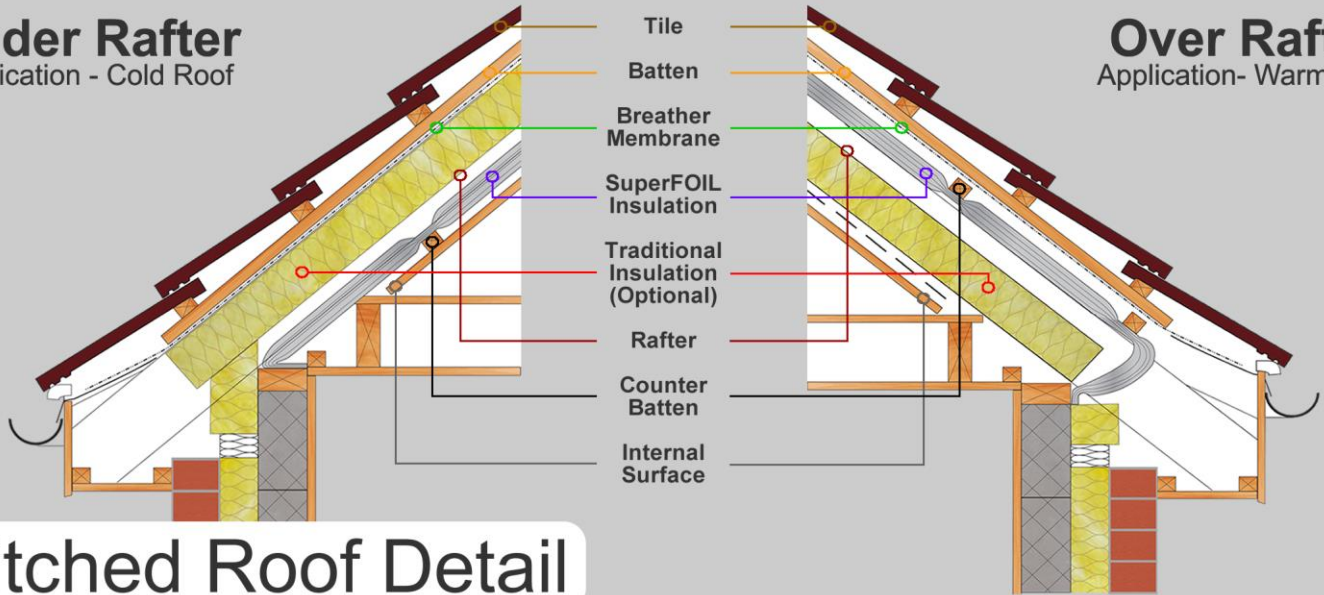 der Rafter
ication - Cold Roof
Over Raft
Application- Warm
Tile
Batten
Breather
Membrane
SuperFOIL
Insulation
Traditional
Insulation
(Optional)
Rafter
Counter
Batten
Internal
Surface
tched Roof Detail